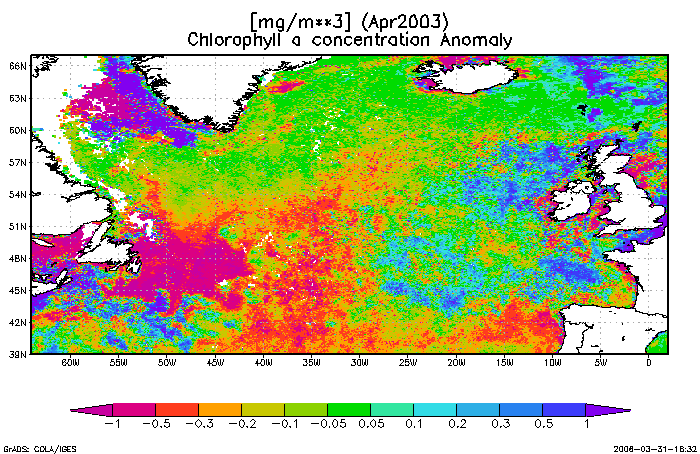 [mg/m**3] (Apr2003)
Chlorophyll a concentration Anomaly
66N
63N
60N
57N
54N
51N
48N
45N
42N
39N
60W 55W 50W 45W 40W 35W 30W 25W 20W 15W 10W 5W 0
-1 -0.5 -0.3 -0.2 -0.1 -0.05 0.05 0.1 0.2 0.3 0.5 1
GrADS: COLA/IGES 2006-03-31-16:32